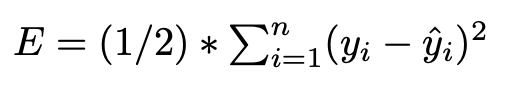 E = (1/2) * ∑ⁿᵢ₌₁(yᵢ − ŷᵢ)²